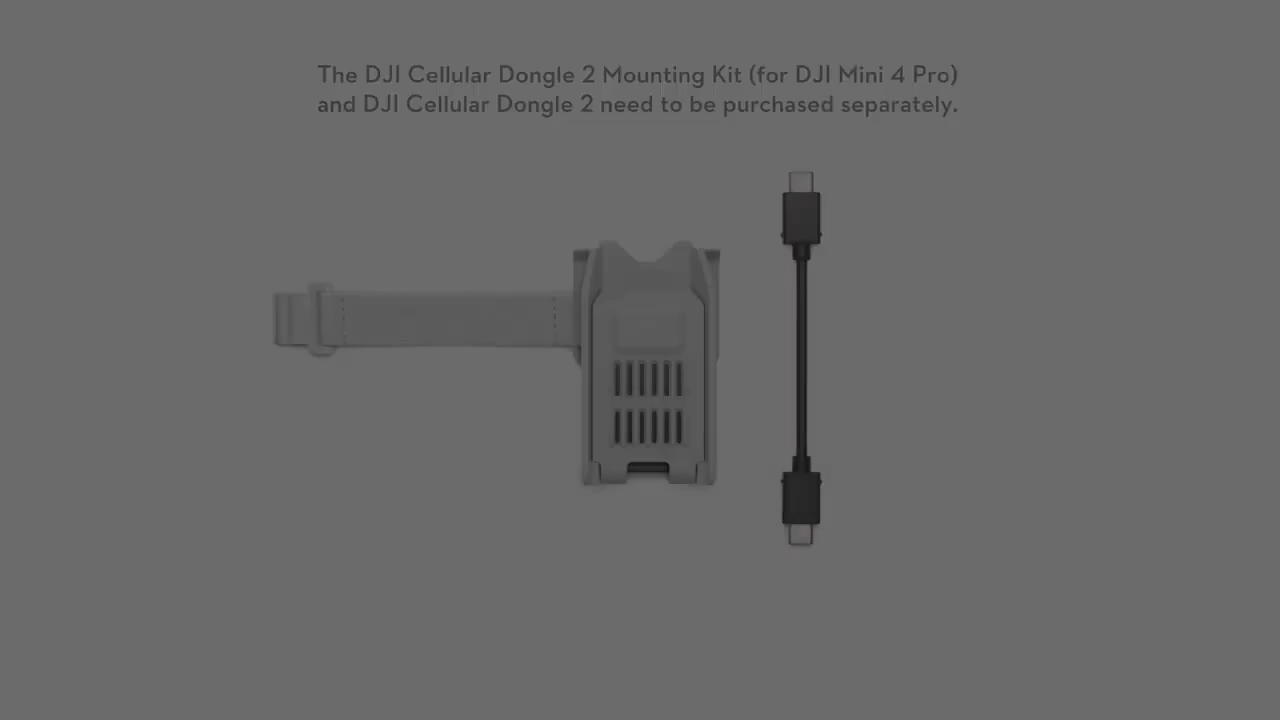 The DJI Cellular Dongle 2 Mounting Kit (for DJI Mini 4 Pro)
and DJI Cellular Dongle 2 need to be purchased separately.